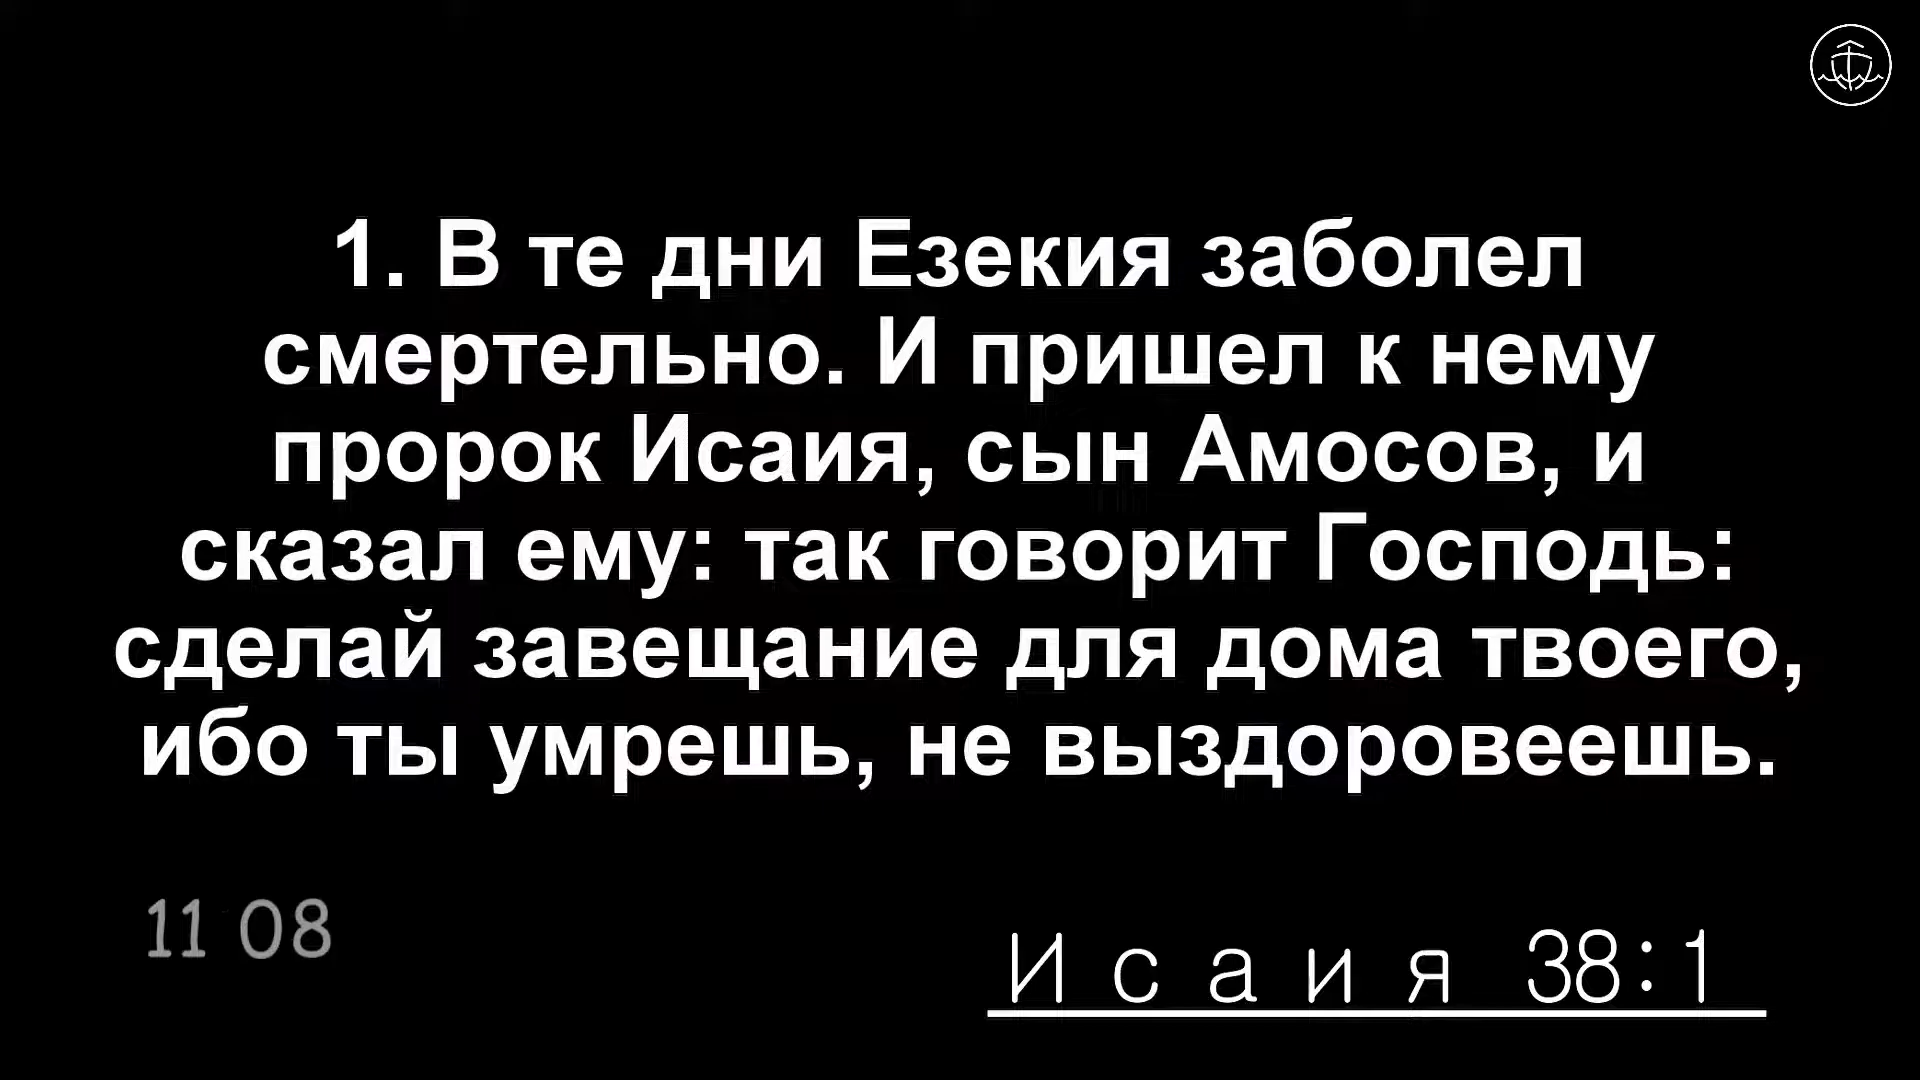 1. В те дни Езекия заболел
смертельно. И пришел к нему
пророк Исаия, сын Амосов, и
сказал ему: так говорит Господь:
сделай завещание для дома твоего,
ибо ты умрешь, не выздоровеешь.
11 08
Исаия 38:1